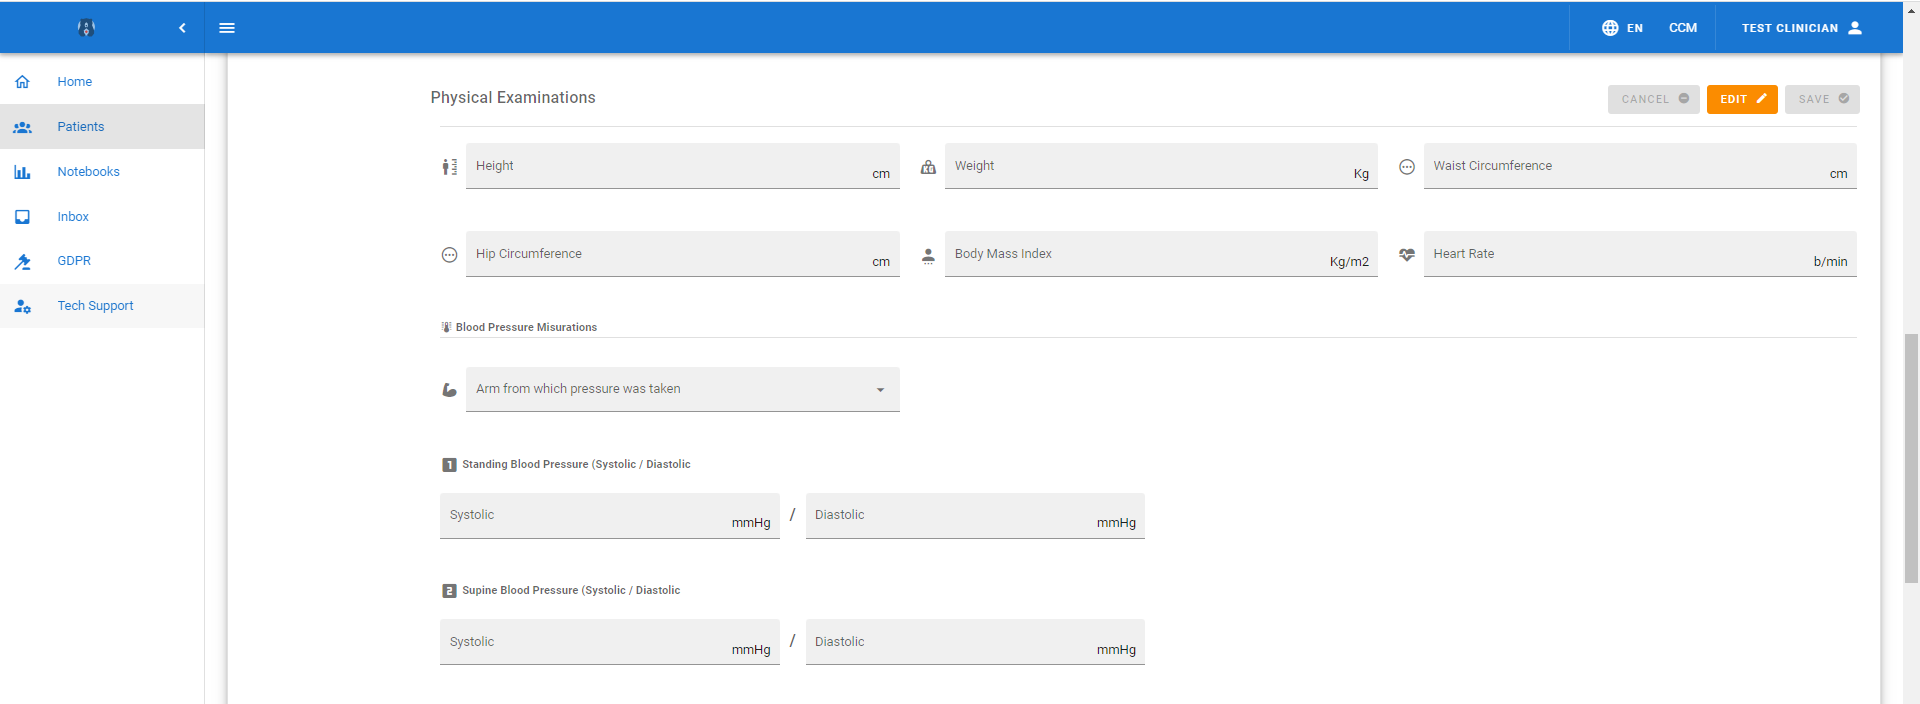 EN CCM TEST CLINICIAN
Home
Patients
Notebooks
Inbox
GDPR
Tech Support
Physical Examinations
CANCEL EDIT SAVE
Height cm Weight Kg Waist Circumference cm
Hip Circumference cm Body Mass Index Kg/m2 Heart Rate b/min
Blood Pressure Misurations
Arm from which pressure was taken
1 Standing Blood Pressure (Systolic / Diastolic
Systolic mmHg / Diastolic mmHg
2 Supine Blood Pressure (Systolic / Diastolic
Systolic mmHg / Diastolic mmHg